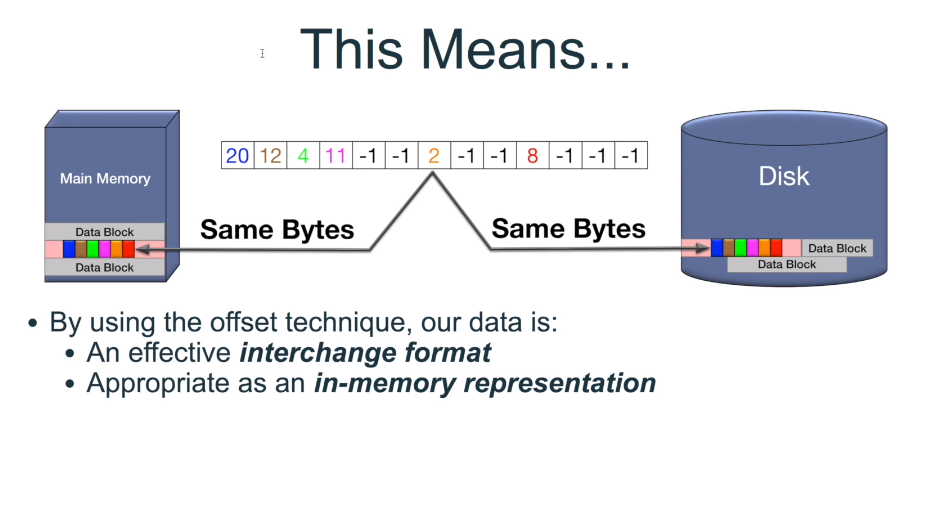 This Means...
20 12 4 11 -1 -1 2 -1 -1 8 -1 -1 -1
Main Memory
Disk
Same Bytes
Same Bytes
Data Block
Data Block
Data Block
Data Block
• By using the offset technique, our data is:
• An effective interchange format
• Appropriate as an in-memory representation